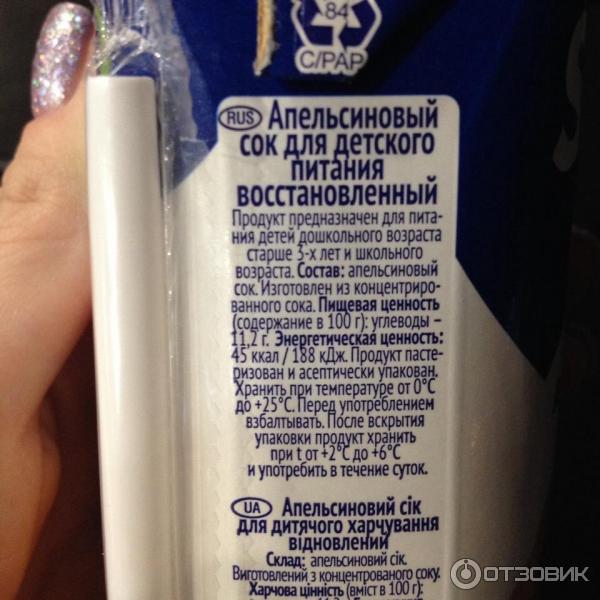 84
C/PAP
RUS Апельсиновый
сок для детского
питания
восстановленный
Продукт предназначен для пита-
ния детей дошкольного возраста
старше 3-х лет и школьного
возраста. Состав: апельсиновый
сок. Изготовлен из концентриро-
ванного сока. Пищевая ценность
(содержание в 100 г): углеводы –
11,2 г. Энергетическая ценность:
45 ккал / 188 кДж. Продукт пасте-
ризован и асептически упакован.
Хранить при температуре от 0°С
до +25°С. Перед употреблением
взбалтывать. После вскрытия
упаковки продукт хранить
при t от +2°С до +6°С
и употребить в течение суток.
UA Апельсиновий сік
для дитячого харчування
відновлений
Склад: апельсиновий сік.
Виготовлений з концентрованого соку.
Харчова цінність (вміст в 100 г):
ОТЗОВИК